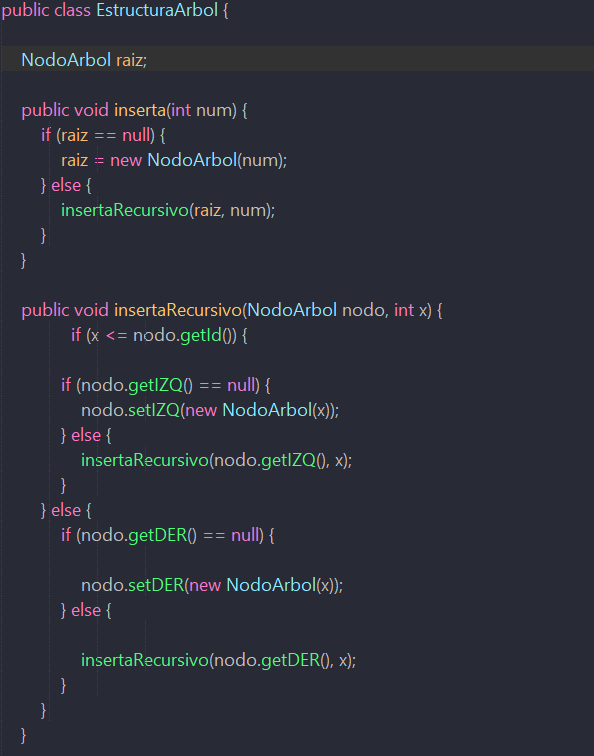 public class EstructuraArbol {
NodoArbol raiz;
public void inserta(int num) {
if (raiz == null) {
raiz = new NodoArbol(num);
} else {
insertaRecursivo(raiz, num);
}
}
public void insertaRecursivo(NodoArbol nodo, int x) {
if (x <= nodo.getId()) {
if (nodo.getIZQ() == null) {
nodo.setIZQ(new NodoArbol(x));
} else {
insertaRecursivo(nodo.getIZQ(), x);
}
} else {
if (nodo.getDER() == null) {
nodo.setDER(new NodoArbol(x));
} else {
insertaRecursivo(nodo.getDER(), x);
}
}
}